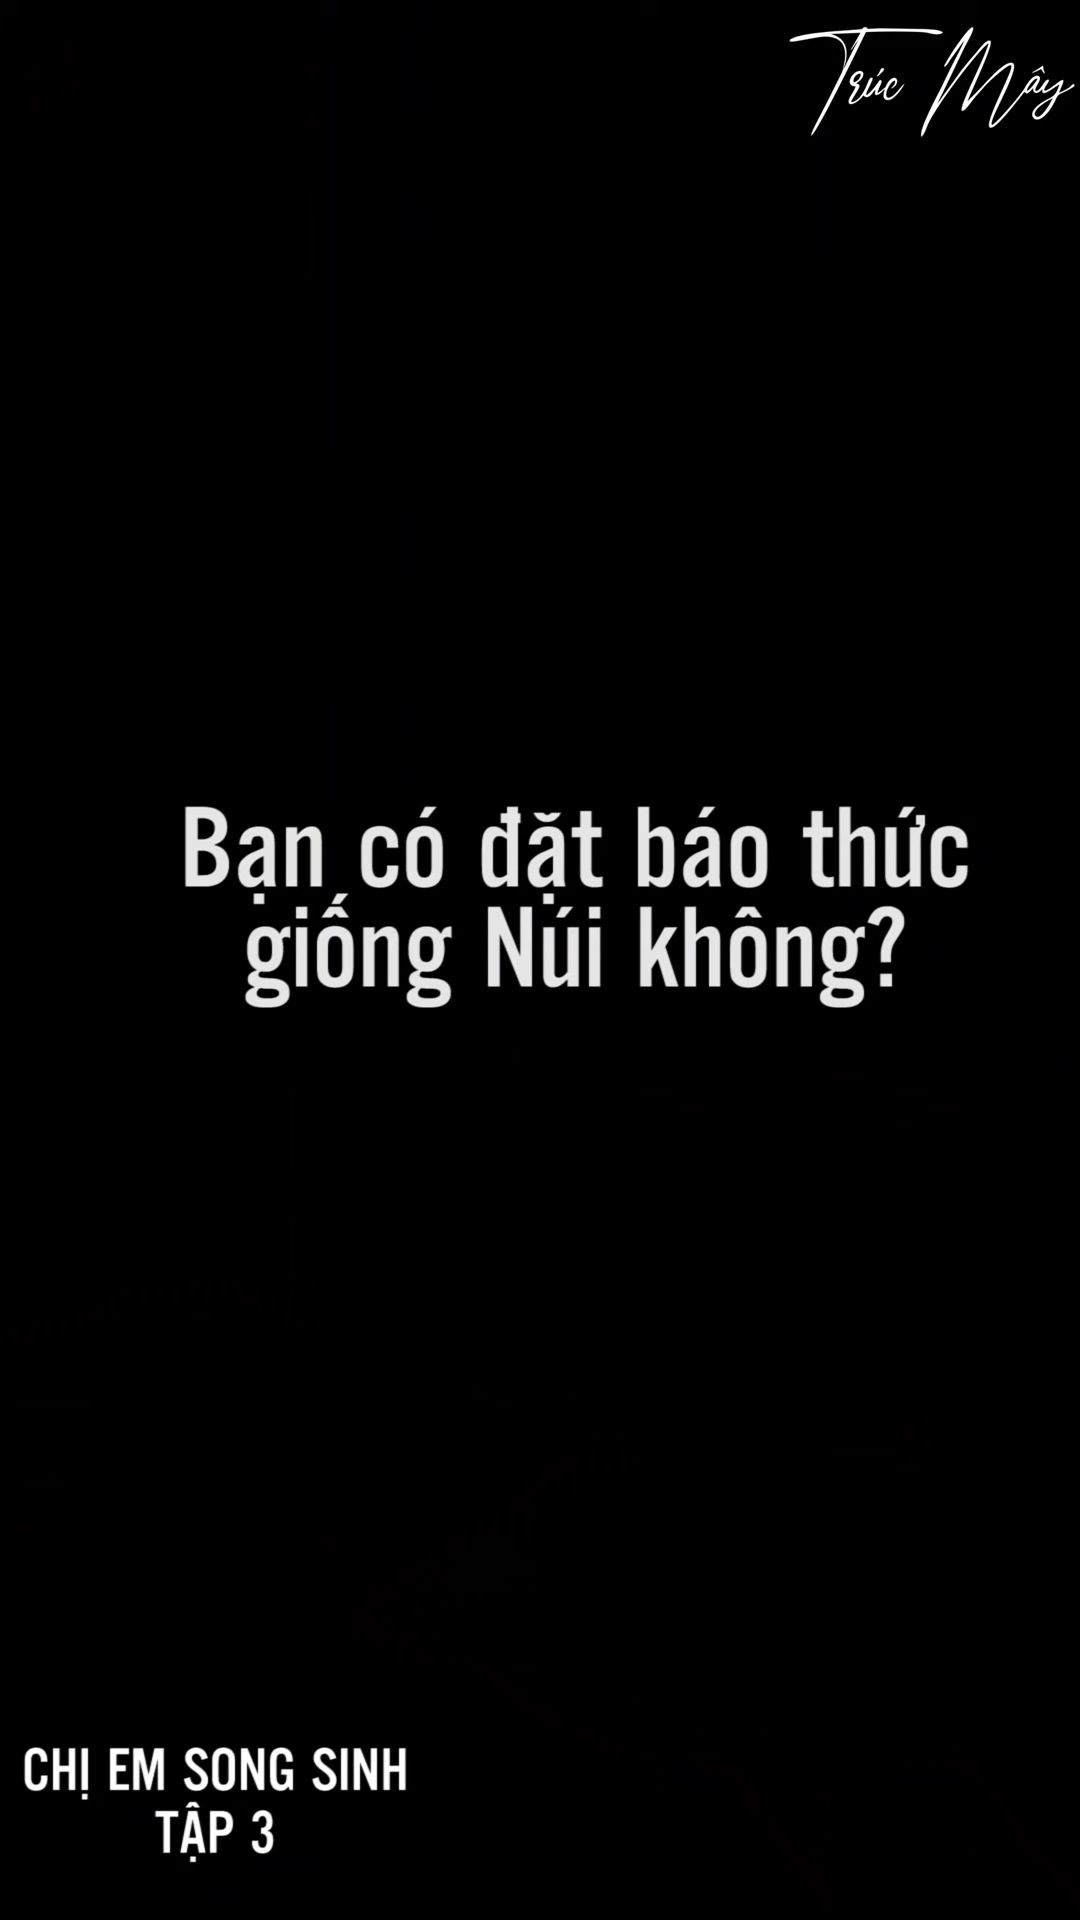 Trúc Mây
Bạn có đặt báo thức
giống Núi không?
CHỊ EM SONG SINH
TẬP 3